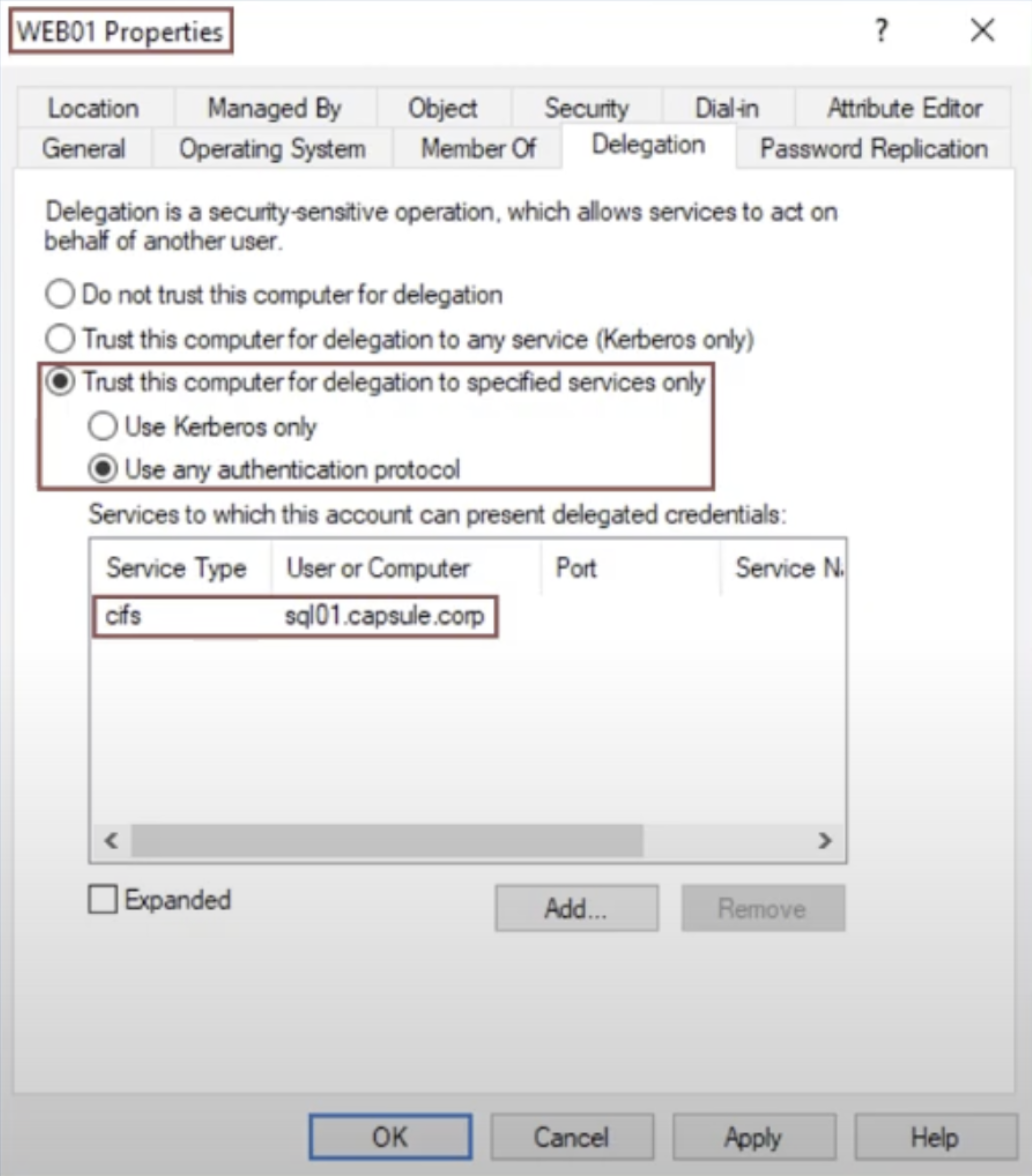 WEB01 Properties
?
Location Managed By Object Security Dial-in Attribute Editor
General Operating System Member Of Delegation Password Replication
Delegation is a security-sensitive operation, which allows services to act on
behalf of another user.
Do not trust this computer for delegation
Trust this computer for delegation to any service (Kerberos only)
Trust this computer for delegation to specified services only
Use Kerberos only
Use any authentication protocol
Services to which this account can present delegated credentials:
Service Type User or Computer Port Service
cifs sql01.capsule.corp
Expanded Add... Remove
OK Cancel Apply Help